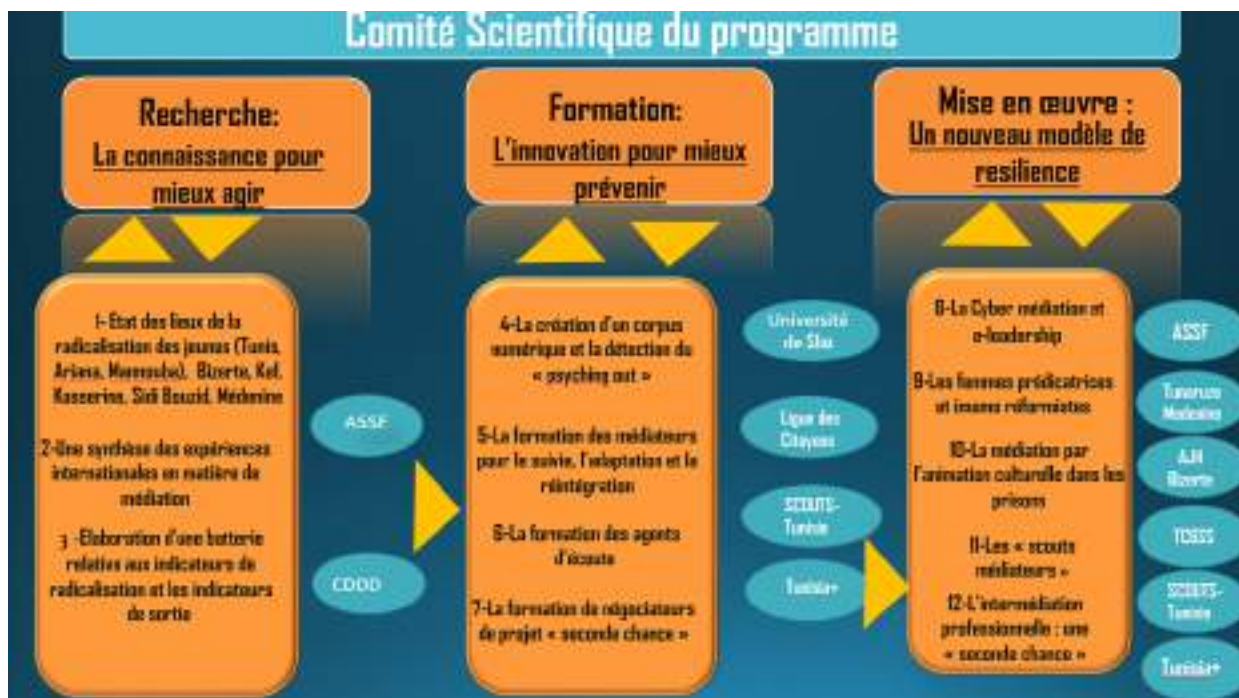 Comité Scientifique du programme
Recherche:
La connaissance pour
mieux agir
1- Etat des lieux de la
radicalisation des jeunes (Tunis,
Ariana, Mannouba), Bizerte, Kef,
Kasserine, Sidi Bouzid, Médenine
2-Une synthèse des expériences
internationales en matière de
médiation
3 -Elaboration d'une batterie
relative aux indicateurs de
radicalisation et les indicateurs
de sortie
ASSF
CDDD
Formation:
L'innovation pour mieux
prévenir
4-La création d'un corpus
numérique et la détection du
« psyching out »
5-La formation des médiateurs
pour le suivie, l'adaptation et la
réintégration
6-La formation des agents
d'écoute
7-La formation de négociateurs
de projet « seconde chance »
Université
de Sfax
Ligue des
Citoyens
SCOUTS-
Tunisie
Tunisia+
Mise en œuvre :
Un nouveau modèle de
resilience
8-La Cyber médiation et
e-leadership
9-Les femmes prédicatrices
et imams réformistes
10-La médiation par
l'animation culturelle dans les
prisons
11-Les « scouts
médiateurs »
12-L'intermédiation
professionnelle : une
« seconde chance »
ASSF
Medenine
AJH
Bizerte
SCOUTS-
Tunisie
Tunisia+